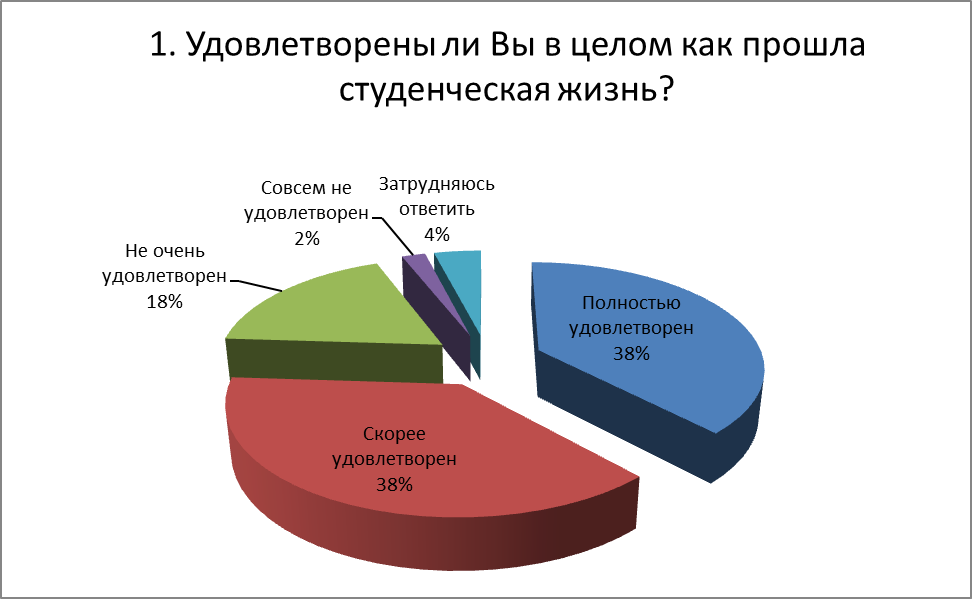 1. Удовлетворены ли Вы в целом как прошла
студенческая жизнь?
Совсем не
удовлетворен
2%
Затрудняюсь
ответить
4%
Не очень
удовлетворен
18%
Полностью
удовлетворен
38%
Скорее
удовлетворен
38%